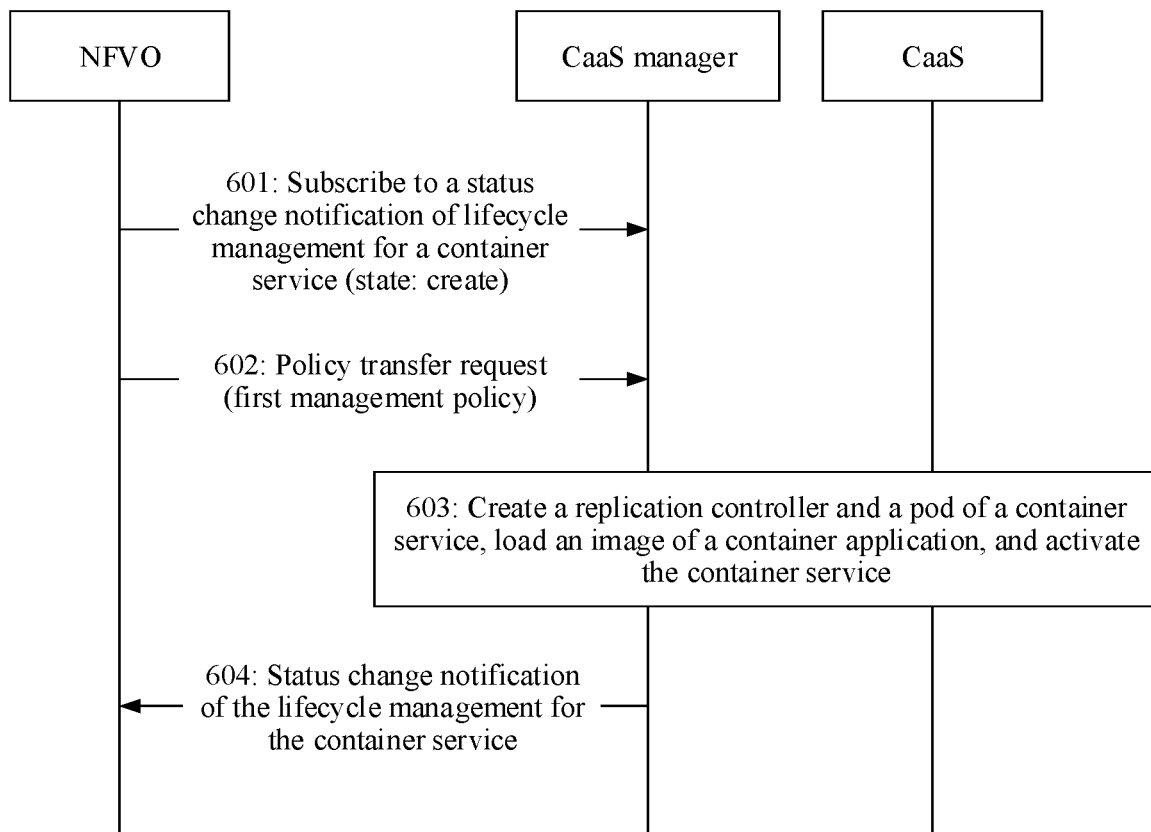 NFVO
CaaS manager
CaaS
601: Subscribe to a status
change notification of lifecycle
management for a container
service (state: create)
602: Policy transfer request
(first management policy)
603: Create a replication controller and a pod of a container
service, load an image of a container application, and activate
the container service
604: Status change notification
of the lifecycle management for
the container service